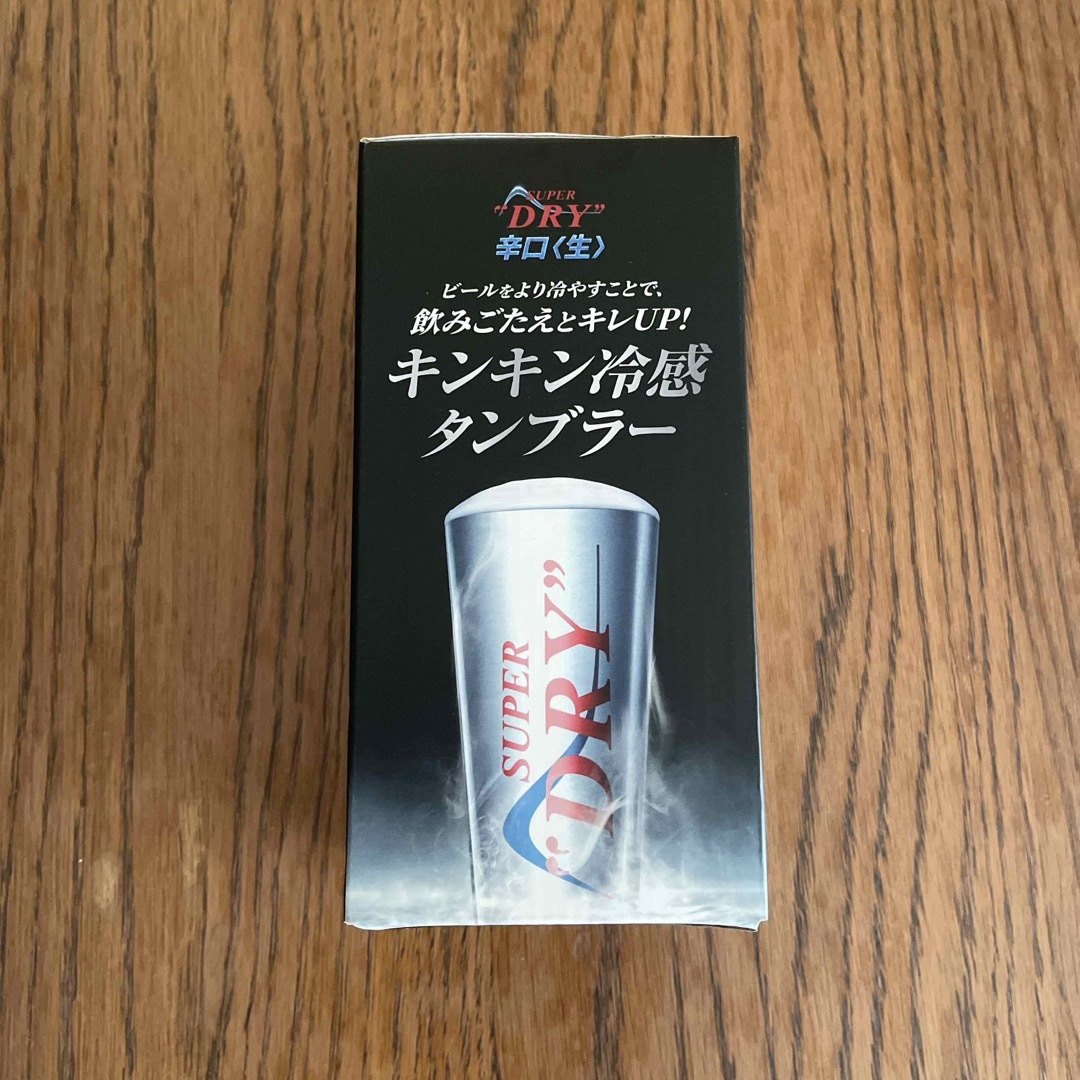 SUPER
“DRY”
辛口〈生〉
ビールをより冷やすことで、
飲みごたえとキレUP!
キンキン冷感
タンブラー
SUPER
“DRY”